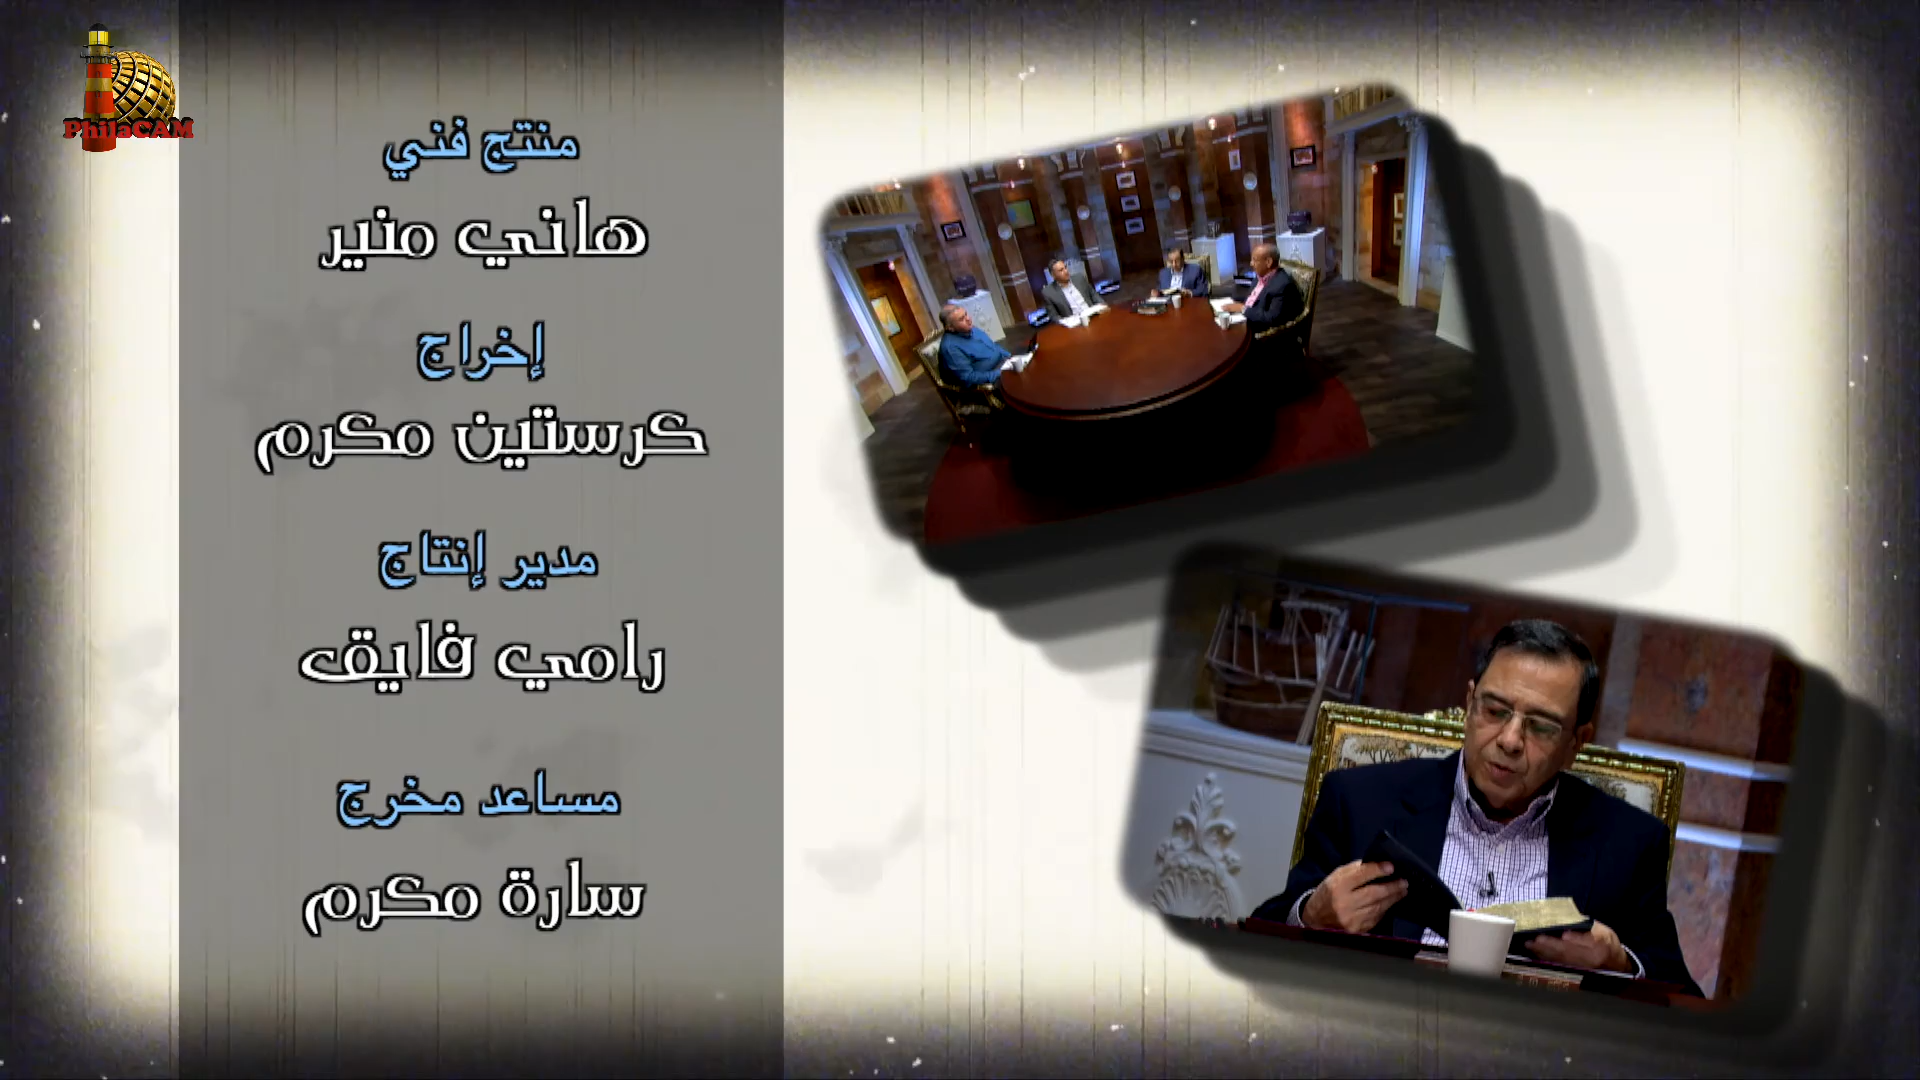 PhilaCAM
منتج فني
هاني منير
إخراج
كرستين مكرم
مدير إنتاج
رامي فايق
مساعد مخرج
سارة مكرم